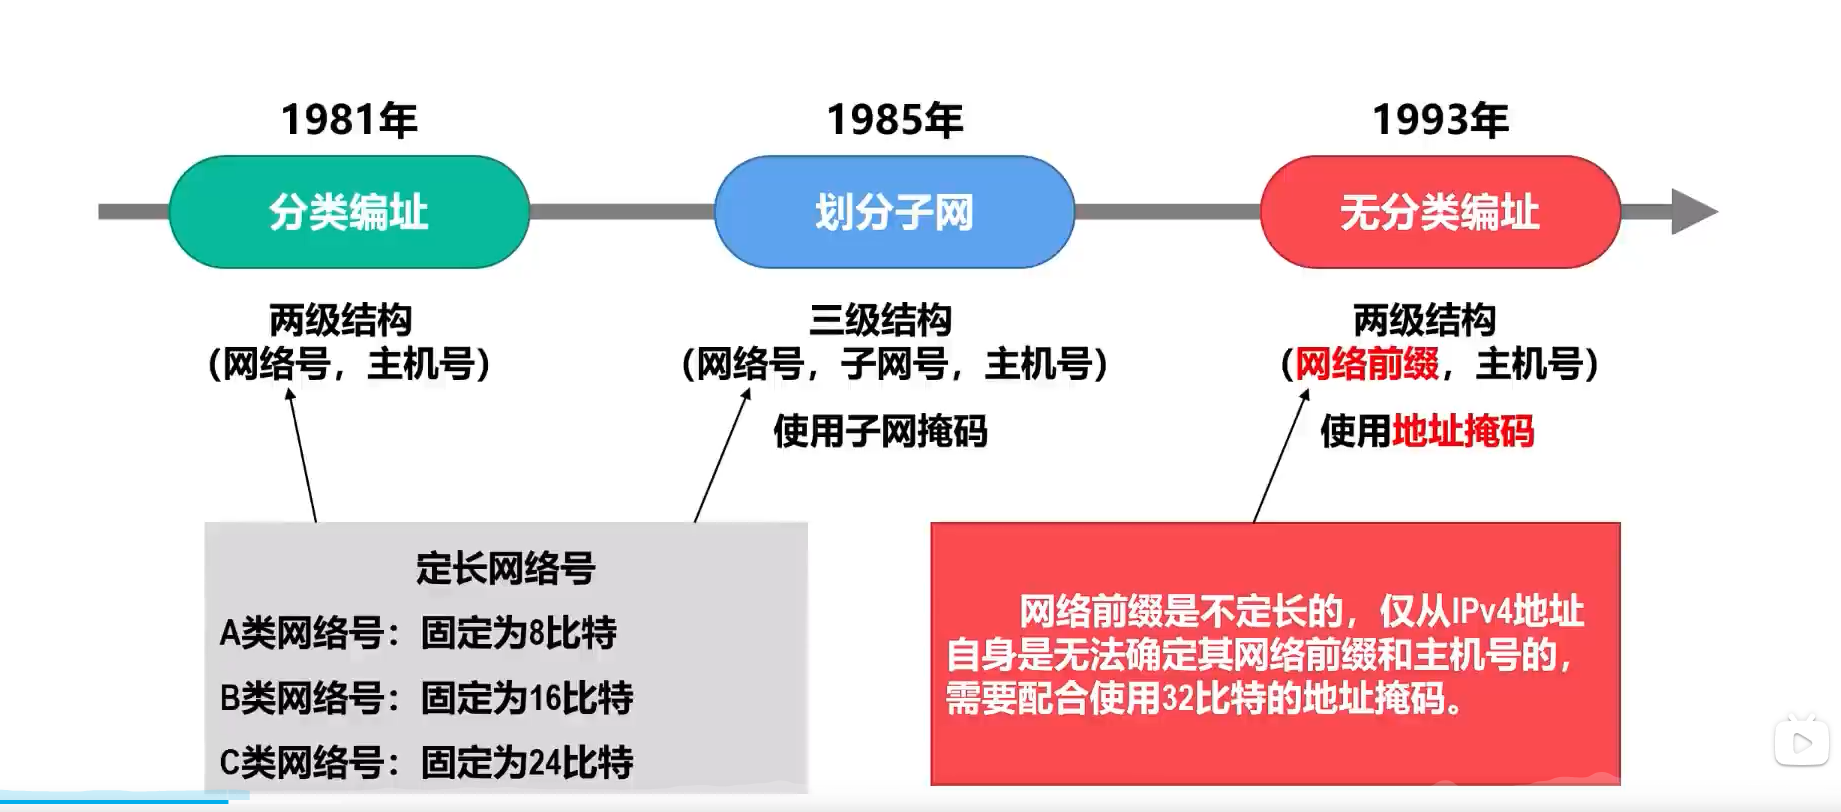 1981年
1985年
1993年
分类编址
划分子网
无分类编址
两级结构
(网络号，主机号)
三级结构
(网络号，子网号，主机号)
使用子网掩码
两级结构
(网络前缀，主机号)
使用地址掩码
定长网络号
A类网络号：固定为8比特
B类网络号：固定为16比特
C类网络号：固定为24比特
网络前缀是不定长的，仅从IPv4地址
自身是无法确定其网络前缀和主机号的，
需要配合使用32比特的地址掩码。